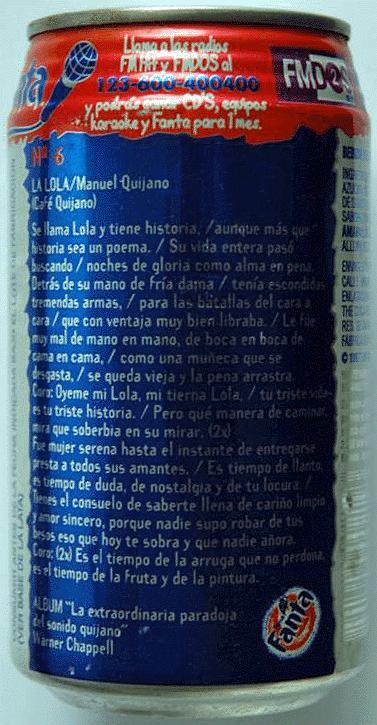 Llama a las radios
FM HIT y FMDOS al
123-600-400400
y podrás ganar CD'S, equipos
Karaoke y Fanta para 1 mes.
FMD
nta
Nº 6
LA LOLA/Manuel Quijano
(Café Quijano)
Se llama Lola y tiene historia, /aunque más que
historia sea un poema. / Su vida entera pasó
buscando / noches de gloria como alma en pena.
Detrás de su mano de fría dama / tenía escondidas
tremendas armas, / para las batallas del cara a
cara / que con ventaja muy bien libraba. / Le fue
muy mal de mano en mano, de boca en boca de
cama en cama, / como una muñeca que se
desgasta, / se queda vieja y la pena arrastra.
Coro: Oyeme mi Lola, mi tierna Lola, / tu triste vida
es tu triste historia. / Pero qué manera de caminar,
mira que soberbia en su mirar. (2x)
Fue mujer serena hasta el instante de entregarse
presta a todos sus amantes. / Es tiempo de llanto,
es tiempo de duda, de nostalgia y de tu locura. /
Tienes el consuelo de saberte llena de cariño limpio
y amor sincero, porque nadie supo robar de tus
besos eso que hoy te sobra y que nadie añora.
Coro: (2x) Es el tiempo de la arruga que no perdona,
es el tiempo de la Fruta y de la pintura.
ALBUM "La extraordinaria paradoja
del sonido quijano"
Warner Chappell
Fanta
(VER BASE DE LA LATA)